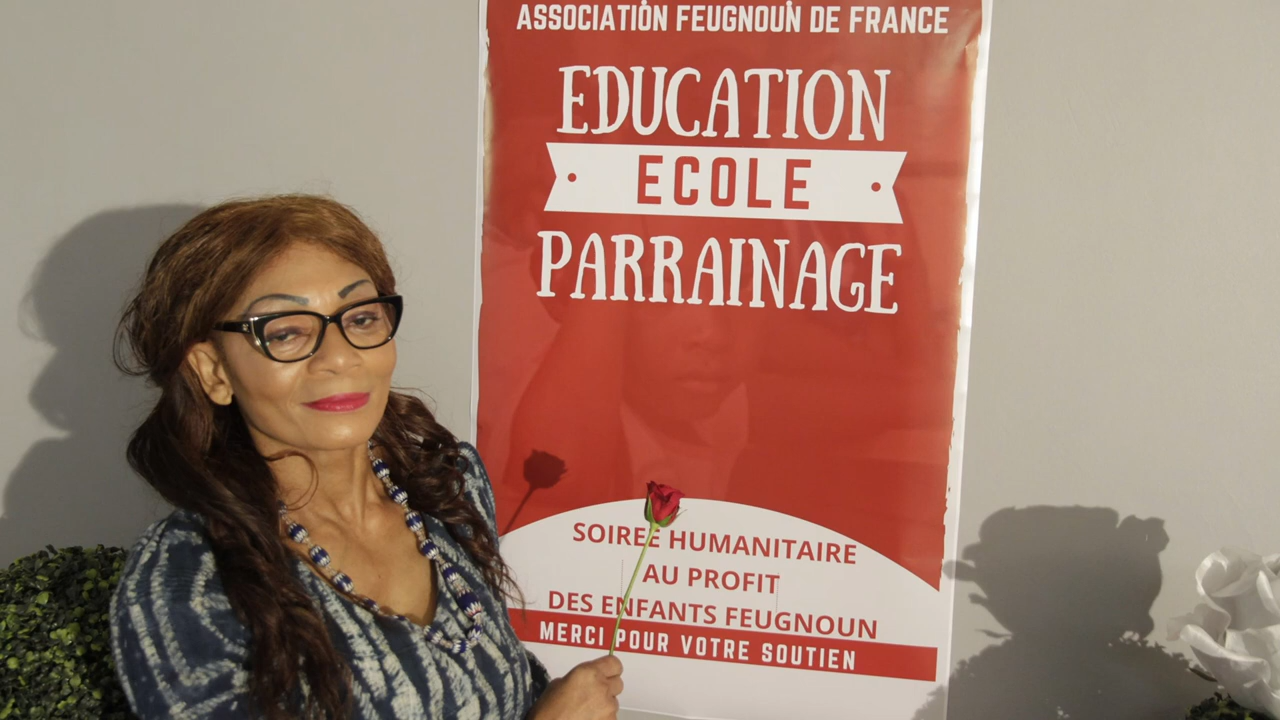 ASSOCIATION FEUGNOUN DE FRANCE
EDUCATION
ECOLE
PARRAINAGE
SOIREE HUMANITAIRE
AU PROFIT
DES ENFANTS FEUGNOUN
MERCI POUR VOTRE SOUTIEN